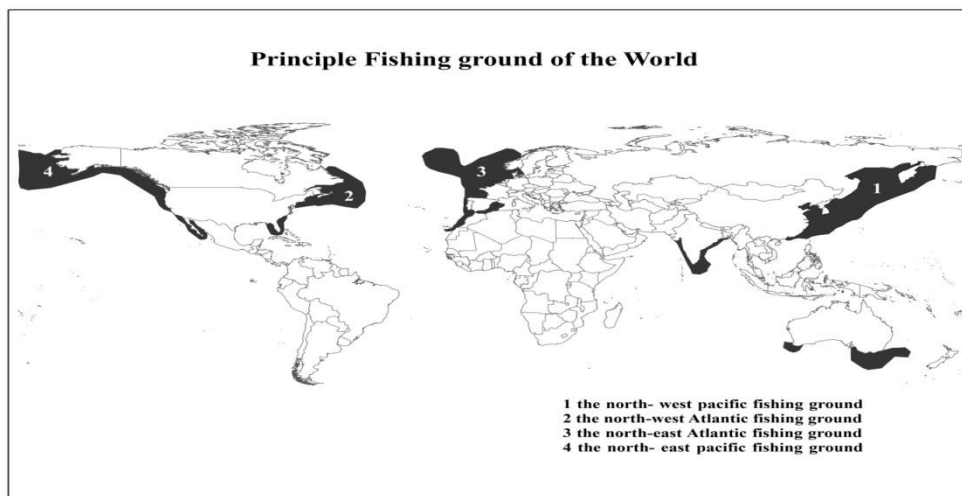 Principle Fishing ground of the World
4
2
3
1
1 the north- west pacific fishing ground
2 the north-west Atlantic fishing ground
3 the north-east Atlantic fishing ground
4 the north- east pacific fishing ground